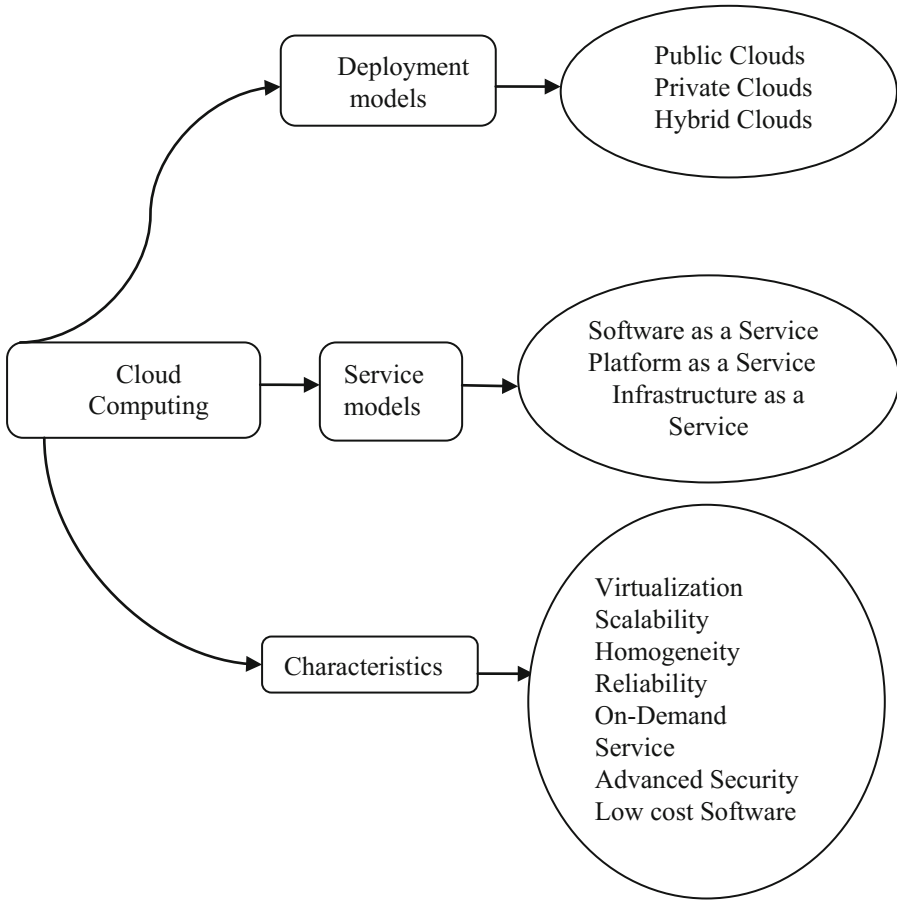 Deployment
models
Public Clouds
Private Clouds
Hybrid Clouds
Cloud
Computing
Service
models
Software as a Service
Platform as a Service
Infrastructure as a
Service
Characteristics
Virtualization
Scalability
Homogeneity
Reliability
On-Demand
Service
Advanced Security
Low cost Software